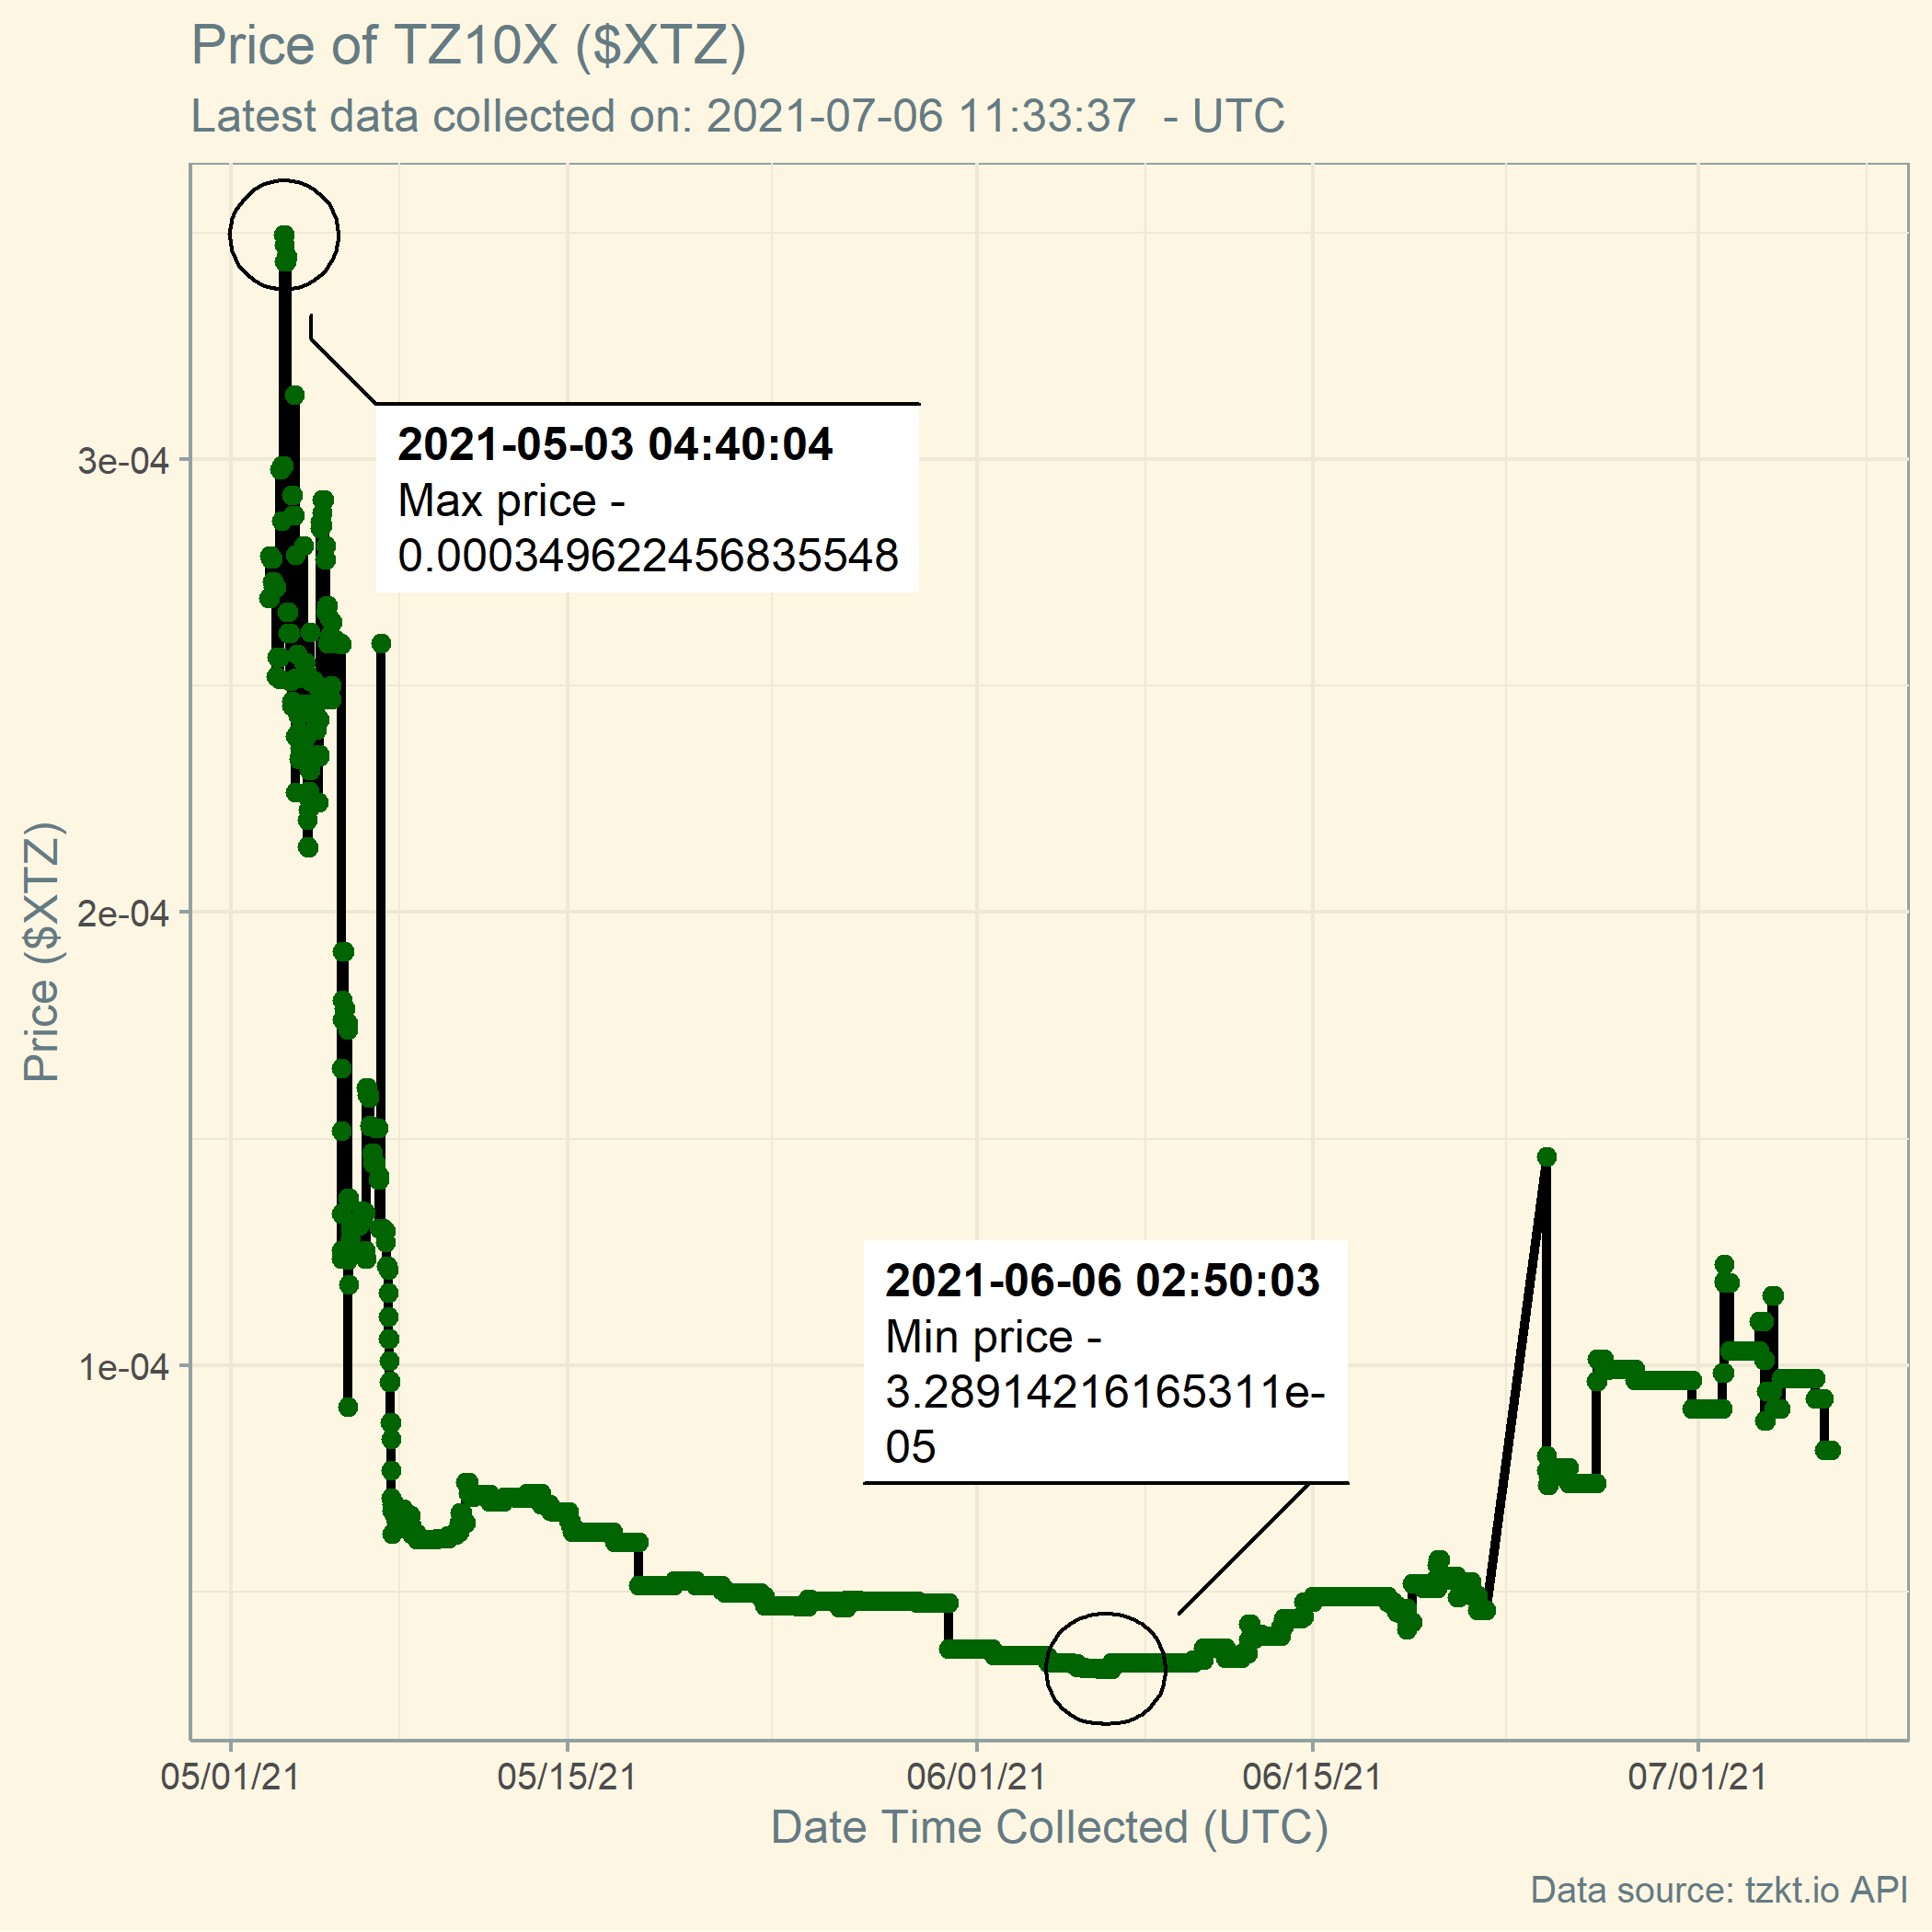 Price of TZ10X ($XTZ)
Latest data collected on: 2021-07-06 11:33:37  - UTC
2021-05-03 04:40:04
Max price -
0.000349622456835548
3e-04
2e-04
1e-04
Price ($XTZ)
2021-06-06 02:50:03
Min price -
3.28914216165311e-
05
05/01/21
05/15/21
06/01/21
06/15/21
07/01/21
Date Time Collected (UTC)
Data source: tzkt.io API